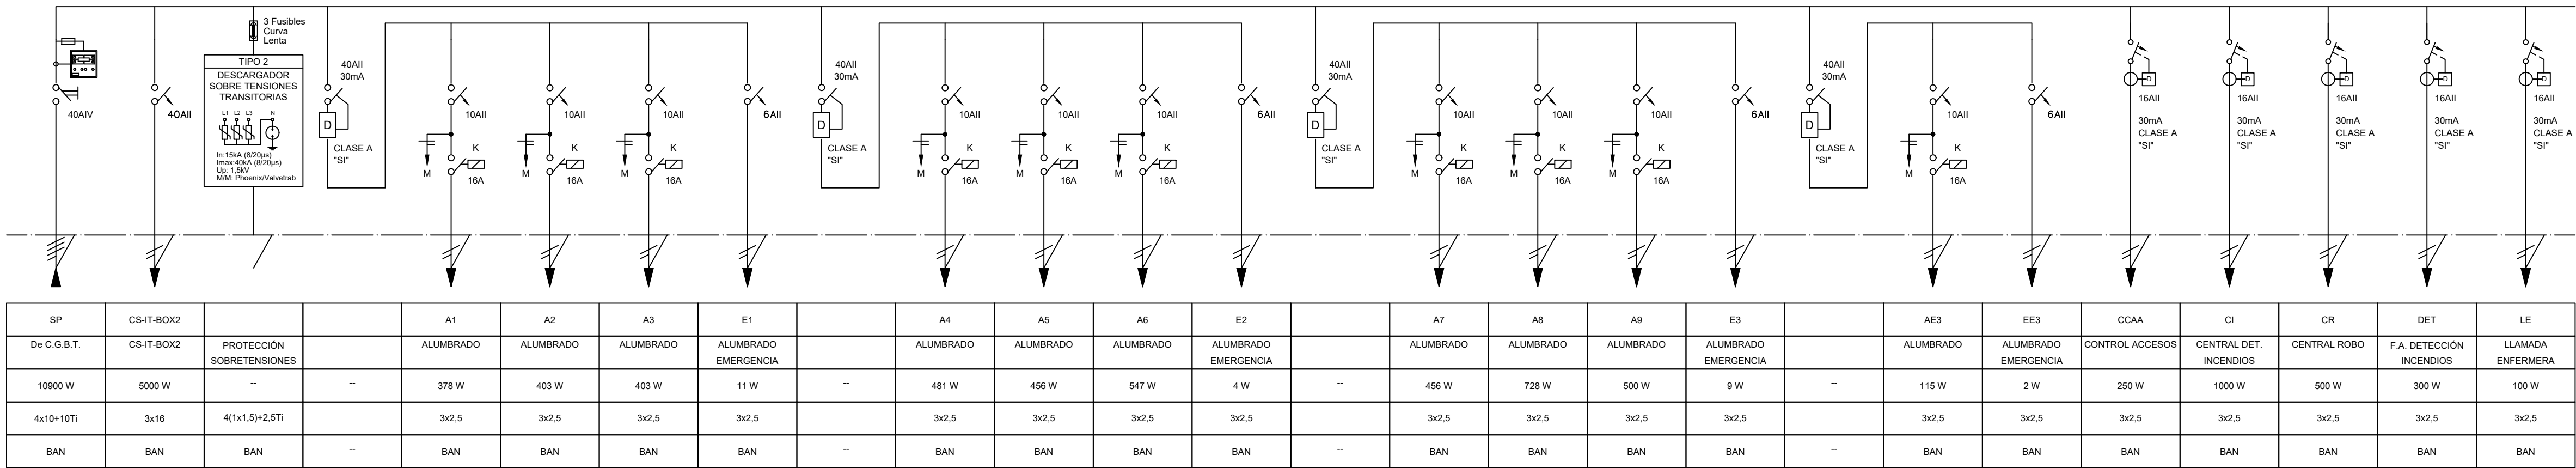 3 Fusibles
Curva
Lenta
40AIV
40AII
TIPO 2
DESCARGADOR
SOBRE TENSIONES
TRANSITORIAS
L1 L2 L3 N
In:15kA (8/20µs)
Imax:40kA (8/20µs)
Up: 1,5kV
M/M: Phoenix/Valvetrab
40AII
30mA
D
CLASE A
"SI"
10AII
K
M
16A
10AII
K
M
16A
10AII
K
M
16A
6AII
40AII
30mA
D
CLASE A
"SI"
10AII
K
M
16A
10AII
K
M
16A
10AII
K
M
16A
6AII
40AII
30mA
D
CLASE A
"SI"
10AII
K
M
16A
10AII
K
M
16A
10AII
K
M
16A
6AII
40AII
30mA
D
CLASE A
"SI"
10AII
K
M
16A
6AII
D
16AII
30mA
CLASE A
"SI"
D
16AII
30mA
CLASE A
"SI"
D
16AII
30mA
CLASE A
"SI"
D
16AII
30mA
CLASE A
"SI"
D
16AII
30mA
CLASE A
"SI"
SP CS-IT-BOX2 A1 A2 A3 E1 A4 A5 A6 E2 A7 A8 A9 E3 AE3 EE3 CCAA CI CR DET LE
De C.G.B.T. CS-IT-BOX2 PROTECCIÓN ALUMBRADO ALUMBRADO ALUMBRADO ALUMBRADO ALUMBRADO ALUMBRADO ALUMBRADO ALUMBRADO ALUMBRADO ALUMBRADO ALUMBRADO ALUMBRADO ALUMBRADO ALUMBRADO CONTROL ACCESOS CENTRAL DET. CENTRAL ROBO F.A. DETECCIÓN LLAMADA
SOBRETENSIONES EMERGENCIA EMERGENCIA EMERGENCIA EMERGENCIA INCENDIOS INCENDIOS ENFERMERA
10900 W 5000 W -- -- 378 W 403 W 403 W 11 W -- 481 W 456 W 547 W 4 W -- 456 W 728 W 500 W 9 W -- 115 W 2 W 250 W 1000 W 500 W 300 W 100 W
4x10+10Ti 3x16 4(1x1,5)+2,5Ti 3x2,5 3x2,5 3x2,5 3x2,5 3x2,5 3x2,5 3x2,5 3x2,5 3x2,5 3x2,5 3x2,5 3x2,5 3x2,5 3x2,5 3x2,5 3x2,5 3x2,5 3x2,5 3x2,5
BAN BAN BAN -- BAN BAN BAN BAN -- BAN BAN BAN BAN -- BAN BAN BAN BAN -- BAN BAN BAN BAN BAN BAN BAN